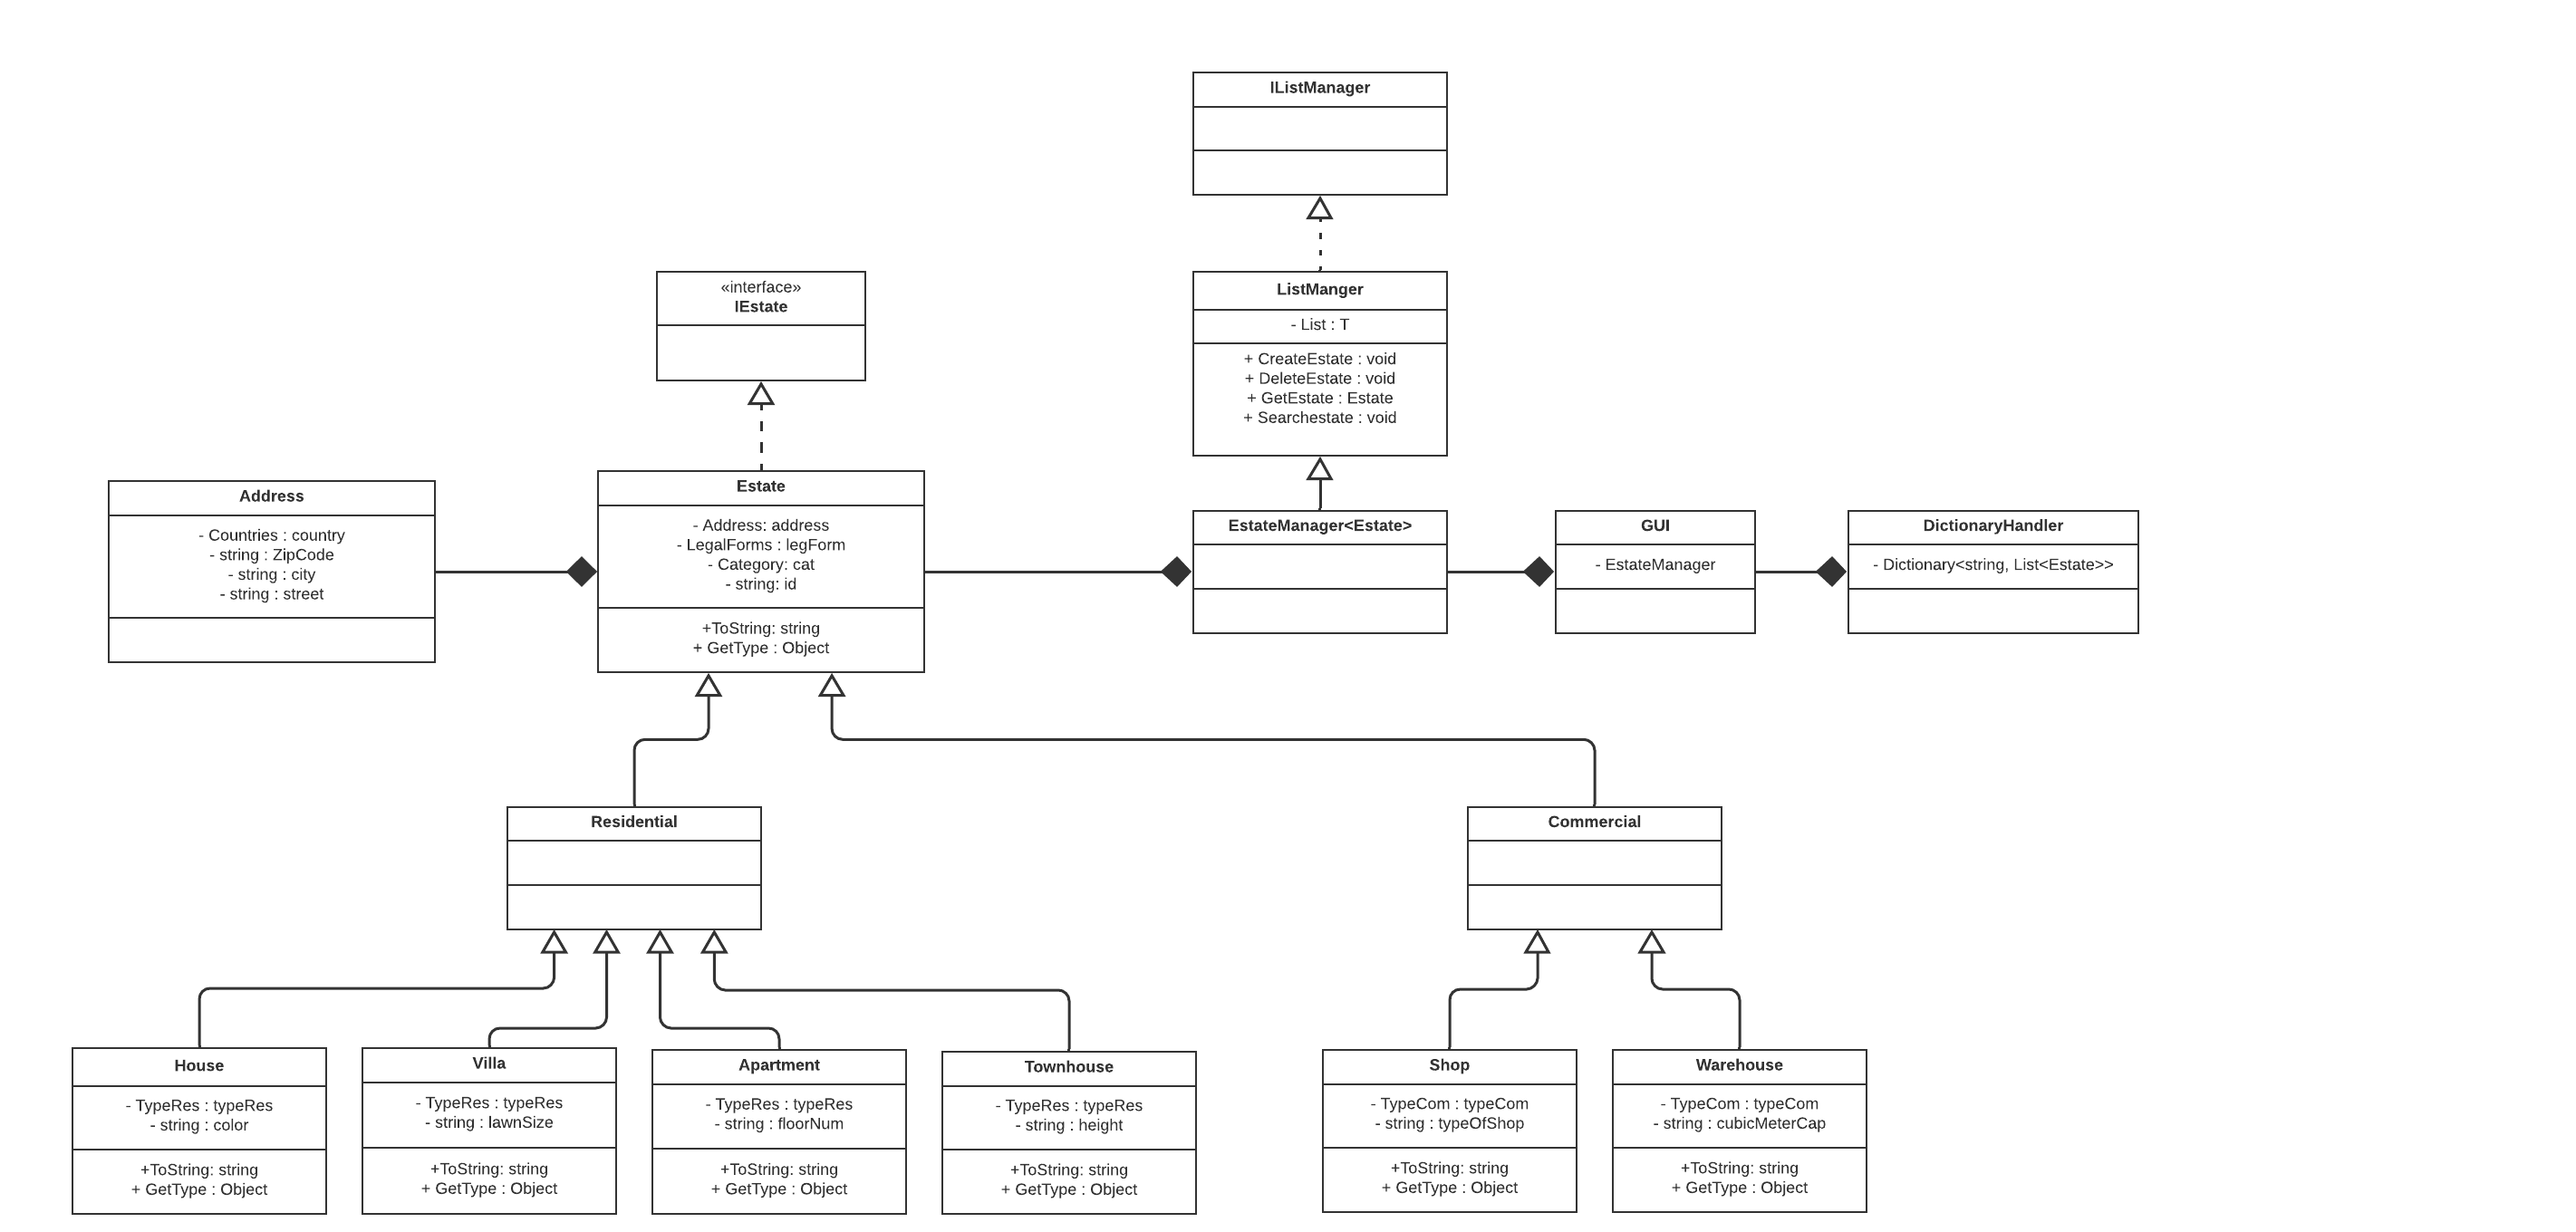 IListManager
«interface»
IEstate
ListManger
- List : T
+ CreateEstate : void
+ DeleteEstate : void
+ GetEstate : Estate
+ Searchestate : void
Address
- Countries : country
- string : ZipCode
- string : city
- string : street
Estate
- Address: address
- LegalForms : legForm
- Category: cat
- string: id
+ToString: string
+ GetType : Object
EstateManager<Estate>
GUI
- EstateManager
DictionaryHandler
- Dictionary<string, List<Estate>>
Residential
Commercial
House
- TypeRes : typeRes
- string : color
+ToString: string
+ GetType : Object
Villa
- TypeRes : typeRes
- string : lawnSize
+ToString: string
+ GetType : Object
Apartment
- TypeRes : typeRes
- string : floorNum
+ToString: string
+ GetType : Object
Townhouse
- TypeRes : typeRes
- string : height
+ToString: string
+ GetType : Object
Shop
- TypeCom : typeCom
- string : typeOfShop
+ToString: string
+ GetType : Object
Warehouse
- TypeCom : typeCom
- string : cubicMeterCap
+ToString: string
+ GetType : Object